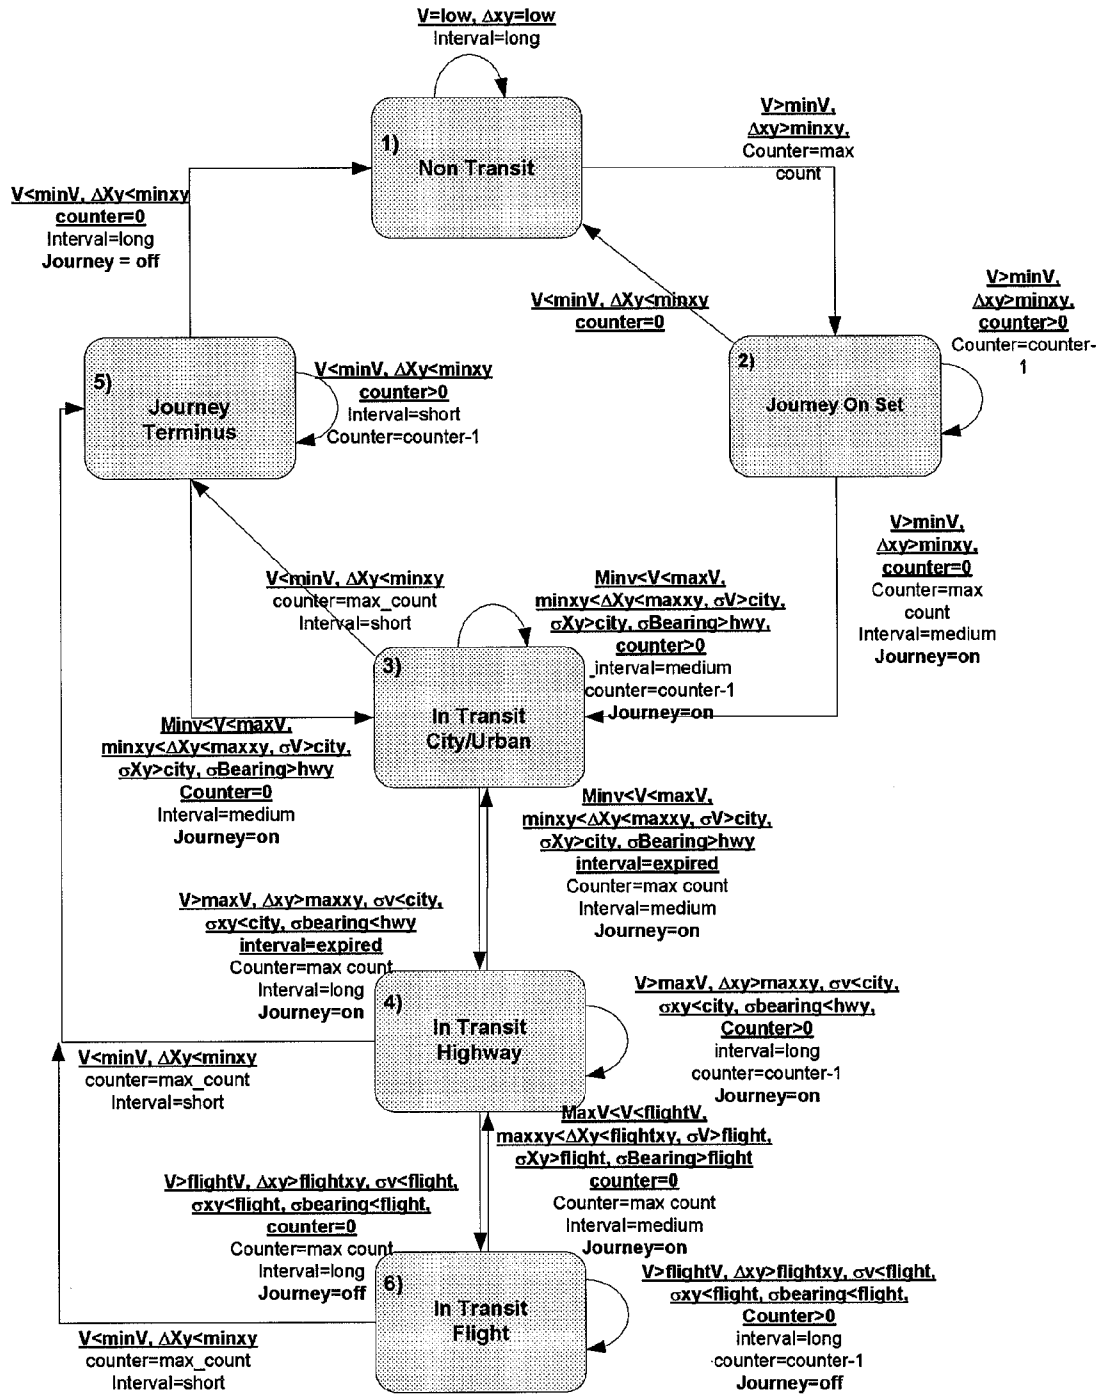 V=low, Δxy=low
Interval=long
1)
Non Transit
V>minV,
Δxy>minxy,
Counter=max
count
V<minV, ΔXy<minxy
counter=0
Interval=long
Journey = off
V<minV, ΔXy<minxy
counter=0
V>minV,
Δxy>minxy,
counter>0
Counter=counter-
1
2)
Journey On Set
5)
Journey
Terminus
V<minV, ΔXy<minxy
counter>0
Interval=short
Counter=counter-1
V>minV,
Δxy>minxy,
counter=0
Counter=max
count
Interval=medium
Journey=on
V<minV, ΔXy<minxy
counter=max_count
Interval=short
Minv<V<maxV,
minxy<ΔXy<maxxy, σV>city,
σXy>city, σBearing>hwy,
counter>0
interval=medium
counter=counter-1
Journey=on
3)
In Transit
City/Urban
Minv<V<maxV,
minxy<ΔXy<maxxy, σV>city,
σXy>city, σBearing>hwy
Counter=0
Interval=medium
Journey=on
Minv<V<maxV,
minxy<ΔXy<maxxy, σV>city,
σXy>city, σBearing>hwy
interval=expired
Counter=max count
Interval=medium
Journey=on
V>maxV, Δxy>maxxy, σv<city,
σxy<city, σbearing<hwy
interval=expired
Counter=max count
Interval=long
Journey=on
4)
In Transit
Highway
V>maxV, Δxy>maxxy, σv<city,
σxy<city, σbearing<hwy,
Counter>0
interval=long
counter=counter-1
Journey=on
V<minV, ΔXy<minxy
counter=max_count
Interval=short
MaxV<V<flightV,
maxxy<ΔXy<flightxy, σV>flight,
σXy>flight, σBearing>flight
counter=0
Counter=max count
Interval=medium
Journey=on
V>flightV, Δxy>flightxy, σv<flight,
σxy<flight, σbearing<flight,
counter=0
Counter=max count
Interval=long
Journey=off
6)
In Transit
Flight
V>flightV, Δxy>flightxy, σv<flight,
σxy<flight, σbearing<flight,
Counter>0
interval=long
counter=counter-1
Journey=off
V<minV, ΔXy<minxy
counter=max_count
Interval=short